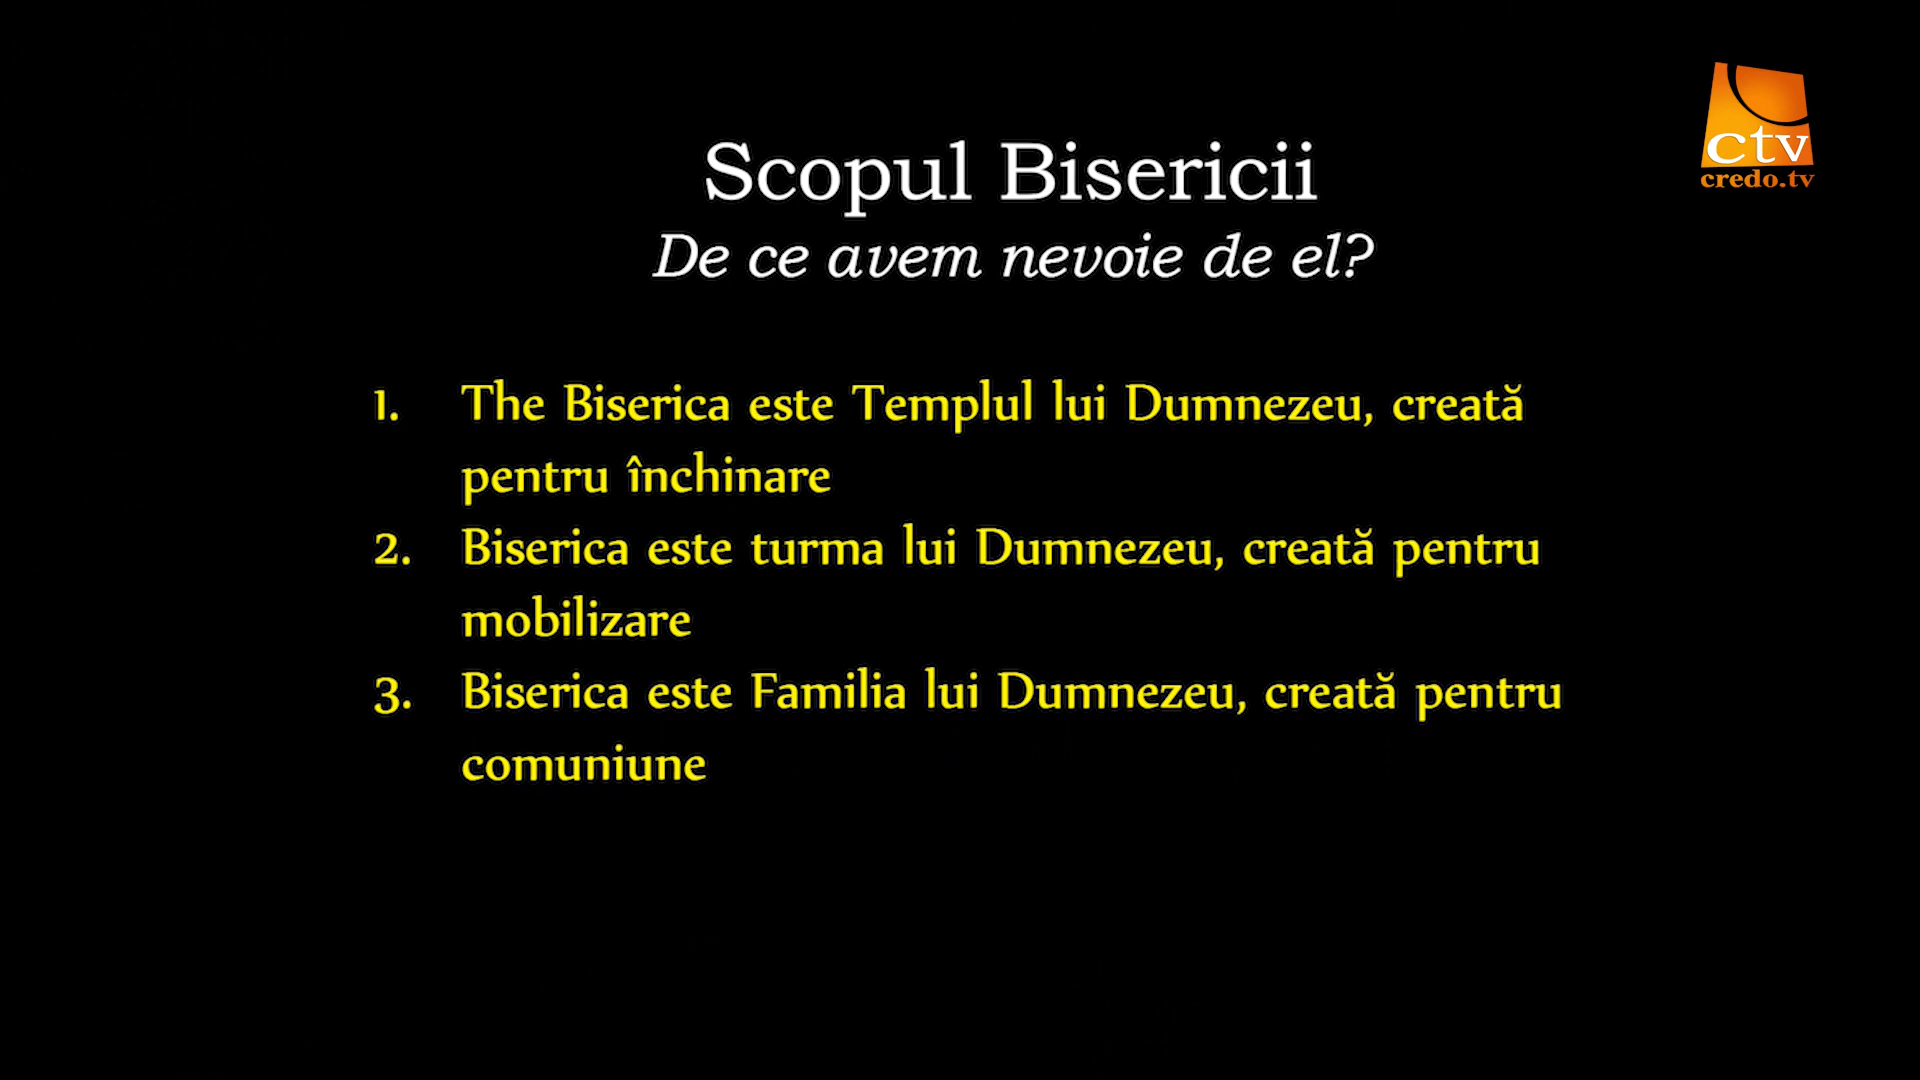 ctv
credo.tv
Scopul Bisericii
De ce avem nevoie de el?
1. The Biserica este Templul lui Dumnezeu, creată
pentru închinare
2. Biserica este turma lui Dumnezeu, creată pentru
mobilizare
3. Biserica este Familia lui Dumnezeu, creată pentru
comuniune